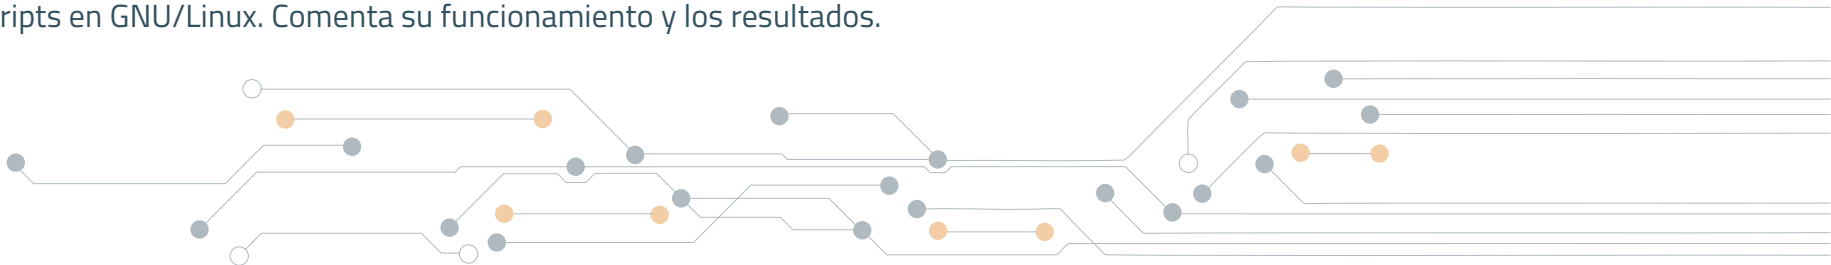 ripts en GNU/Linux. Comenta su funcionamiento y los resultados.